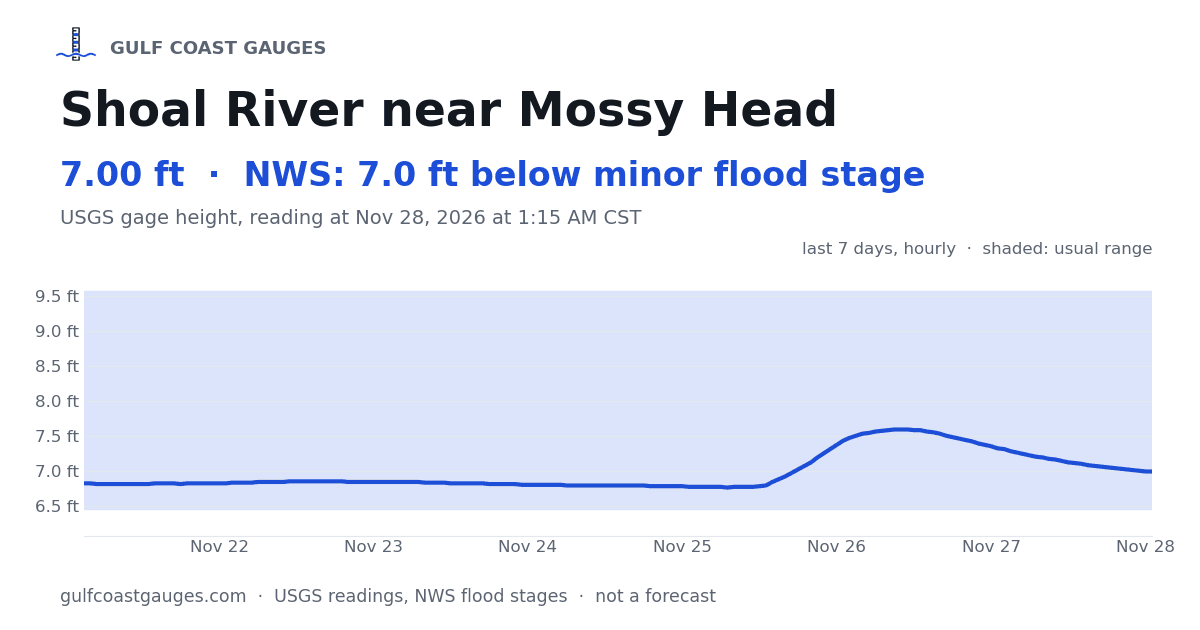 GULF COAST GAUGES
Shoal River near Mossy Head
7.00 ft · NWS: 7.0 ft below minor flood stage
USGS gage height, reading at Nov 28, 2026 at 1:15 AM CST
last 7 days, hourly · shaded: usual range
9.5 ft
9.0 ft
8.5 ft
8.0 ft
7.5 ft
7.0 ft
6.5 ft
Nov 22 Nov 23 Nov 24 Nov 25 Nov 26 Nov 27 Nov 28
gulfcoastgauges.com · USGS readings, NWS flood stages · not a forecast